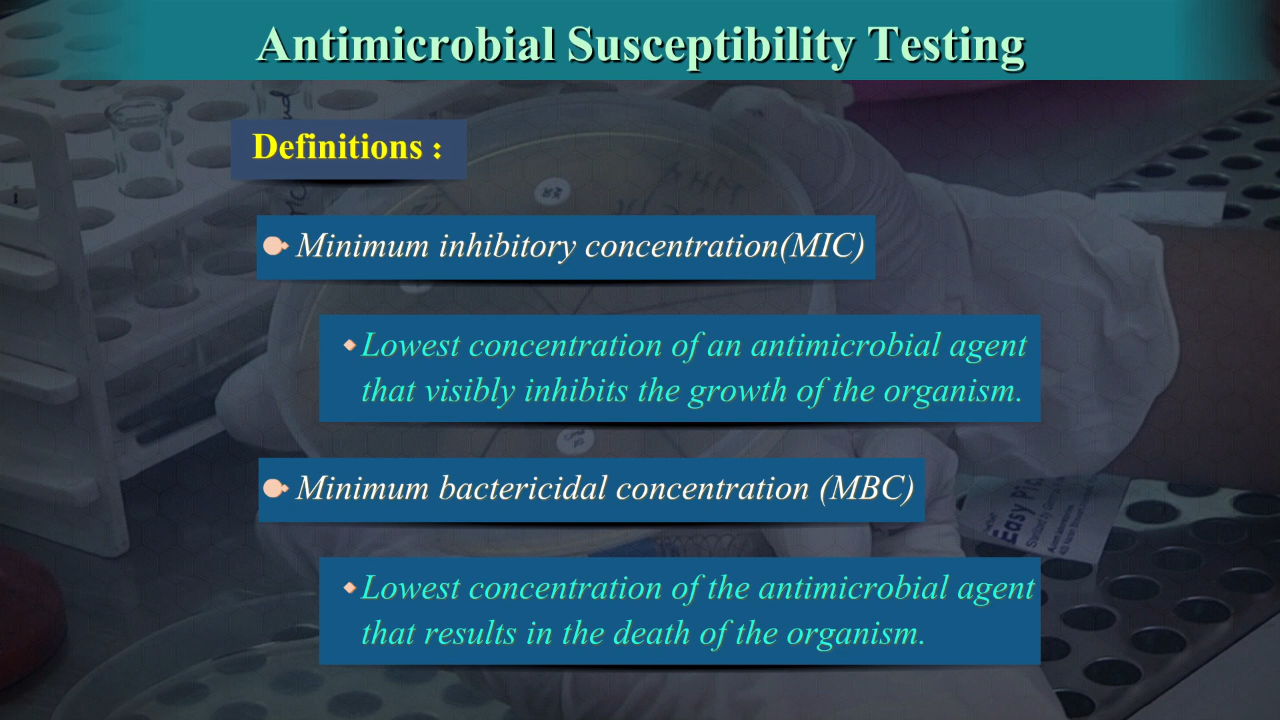 Antimicrobial Susceptibility Testing
Definitions :
Minimum inhibitory concentration(MIC)
Lowest concentration of an antimicrobial agent
that visibly inhibits the growth of the organism.
Minimum bactericidal concentration (MBC)
Lowest concentration of the antimicrobial agent
that results in the death of the organism.
Easy